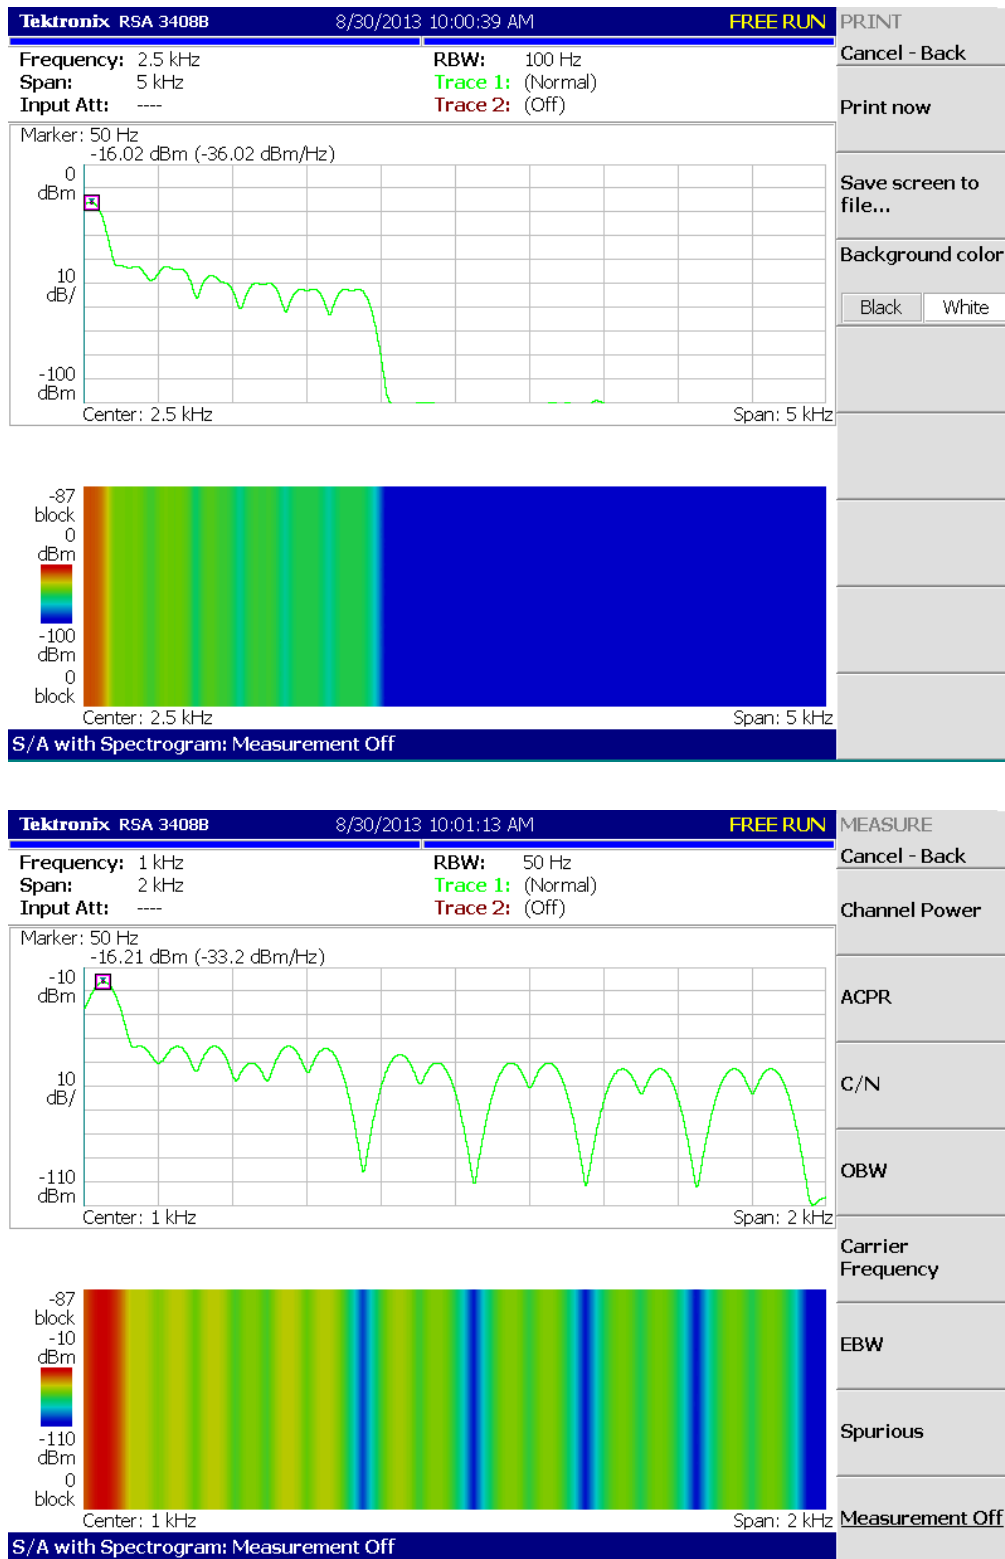 Tektronix RSA 3408B 8/30/2013 10:00:39 AM FREE RUN PRINT
Cancel - Back
Frequency: 2.5 kHz RBW: 100 Hz
Span: 5 kHz Trace 1: (Normal)
Input Att: ---- Trace 2: (Off)
Print now
Marker: 50 Hz
-16.02 dBm (-36.02 dBm/Hz)
0
dBm
Save screen to
file...
Background color
10
dB/
Black White
-100
dBm
Center: 2.5 kHz Span: 5 kHz
-87
block
0
dBm
-100
dBm
0
block
Center: 2.5 kHz Span: 5 kHz
S/A with Spectrogram: Measurement Off
Tektronix RSA 3408B 8/30/2013 10:01:13 AM FREE RUN MEASURE
Cancel - Back
Frequency: 1 kHz RBW: 50 Hz
Span: 2 kHz Trace 1: (Normal)
Input Att: ---- Trace 2: (Off)
Channel Power
Marker: 50 Hz
-16.21 dBm (-33.2 dBm/Hz)
-10
dBm
ACPR
10
dB/
C/N
-110
dBm
OBW
Center: 1 kHz Span: 2 kHz
Carrier
Frequency
-87
block
-10
dBm
EBW
-110
dBm
Spurious
0
block
Center: 1 kHz Span: 2 kHz
Measurement Off
S/A with Spectrogram: Measurement Off